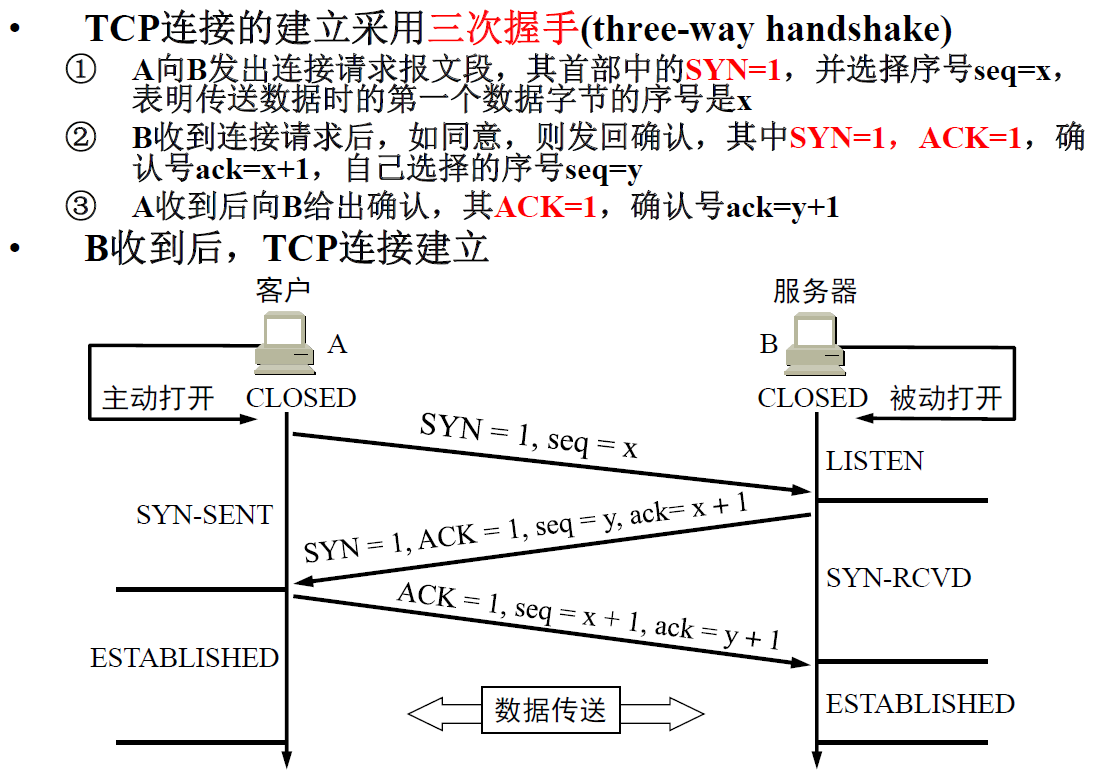 • TCP连接的建立采用三次握手(three-way handshake)
① A向B发出连接请求报文段，其首部中的SYN=1，并选择序号seq=x，
表明传送数据时的第一个数据字节的序号是x
② B收到连接请求后，如同意，则发回确认，其中SYN=1，ACK=1，确
认号ack=x+1，自己选择的序号seq=y
③ A收到后向B给出确认，其ACK=1，确认号ack=y+1
• B收到后，TCP连接建立
客户
服务器
A
B
主动打开
CLOSED
CLOSED
被动打开
SYN = 1, seq = x
LISTEN
SYN-SENT
SYN = 1, ACK = 1, seq = y, ack= x + 1
SYN-RCVD
ACK = 1, seq = x + 1, ack = y + 1
ESTABLISHED
数据传送
ESTABLISHED